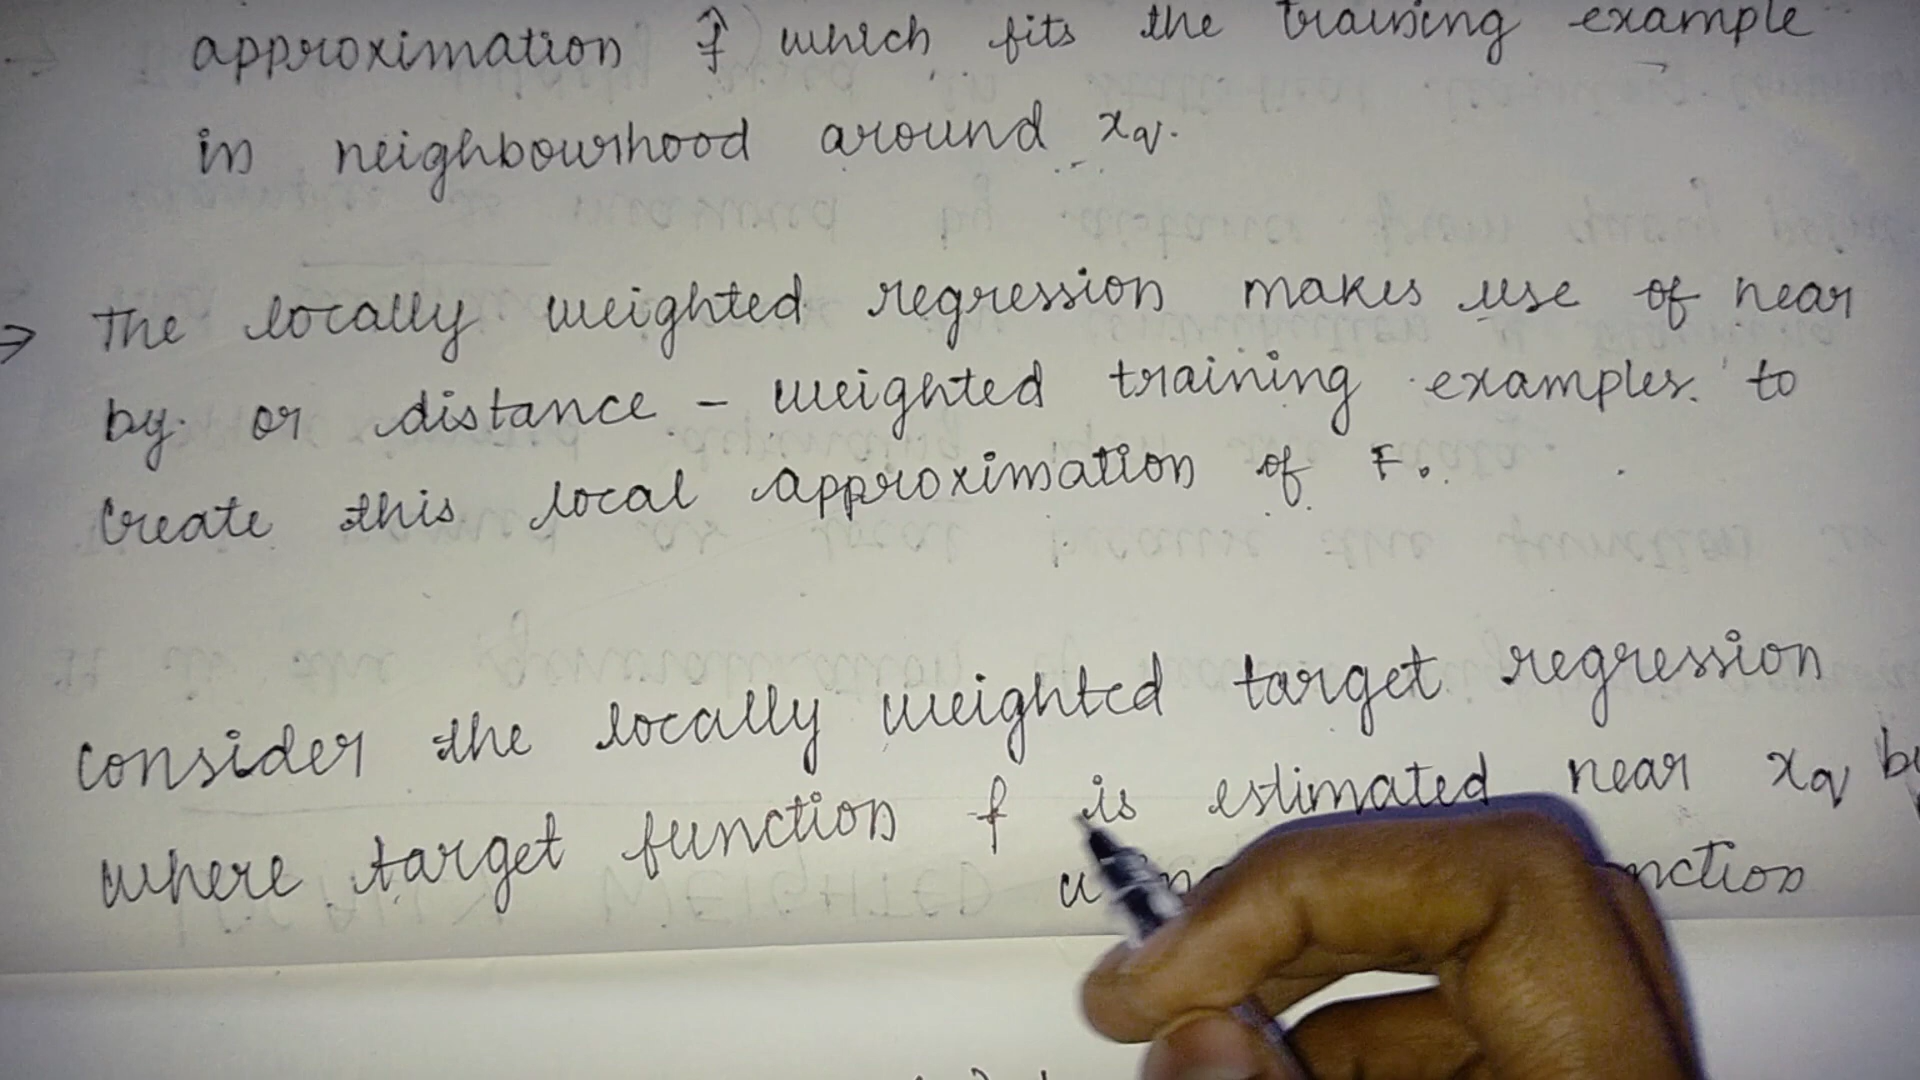 approximation f̂ which fits the training example
in neighbourhood around xq.
→ The locally weighted regression makes use of near
by or distance - weighted training examples to
create this local approximation of F.
Consider the locally weighted target regression
where target function f is estimated near xq